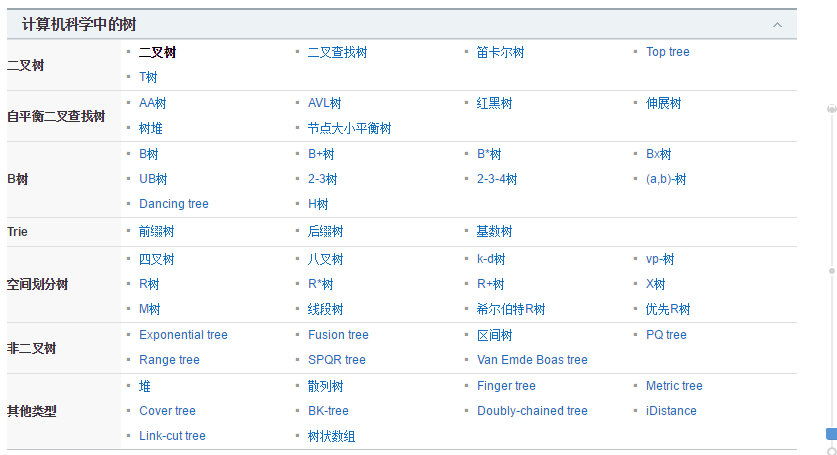 计算机科学中的树
二叉树
二叉树 二叉查找树 笛卡尔树 Top tree
T树
自平衡二叉查找树
AA树 AVL树 红黑树 伸展树
树堆 节点大小平衡树
B树
B树 B+树 B*树 Bx树
UB树 2-3树 2-3-4树 (a,b)-树
Dancing tree H树
Trie
前缀树 后缀树 基数树
空间划分树
四叉树 八叉树 k-d树 vp-树
R树 R*树 R+树 X树
M树 线段树 希尔伯特R树 优先R树
非二叉树
Exponential tree Fusion tree 区间树 PQ tree
Range tree SPQR tree Van Emde Boas tree
其他类型
堆 散列树 Finger tree Metric tree
Cover tree BK-tree Doubly-chained tree iDistance
Link-cut tree 树状数组